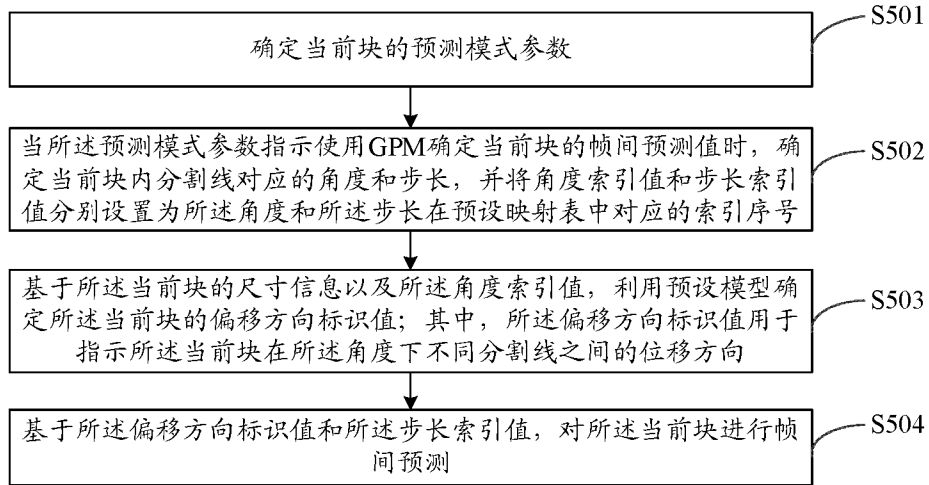 确定当前块的预测模式参数
S501
当所述预测模式参数指示使用GPM确定当前块的帧间预测值时，确
定当前块内分割线对应的角度和步长，并将角度索引值和步长索引
值分别设置为所述角度和所述步长在预设映射表中对应的索引序号
S502
基于所述当前块的尺寸信息以及所述角度索引值，利用预设模型确
定所述当前块的偏移方向标识值；其中，所述偏移方向标识值用于
指示所述当前块在所述角度下不同分割线之间的位移方向
S503
基于所述偏移方向标识值和所述步长索引值，对所述当前块进行帧
间预测
S504